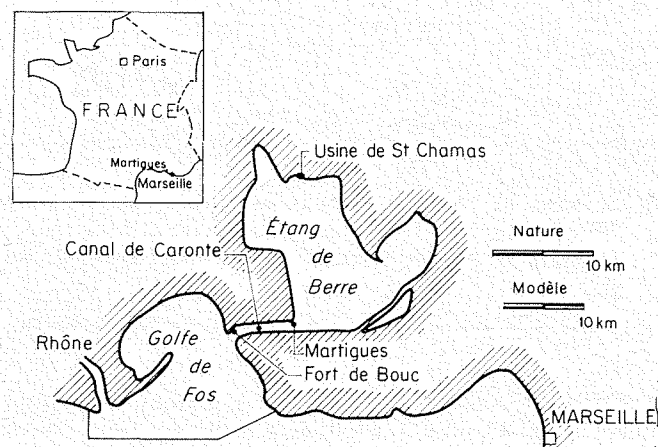 Paris
FRANCE
Martigues
Marseille
Usine de St Chamas
Étang
de
Berre
Canal de Caronte
Nature
10 km
Modèle
10 km
Rhône
Golfe
de
Fos
Martigues
Fort de Bouc
MARSEILLE